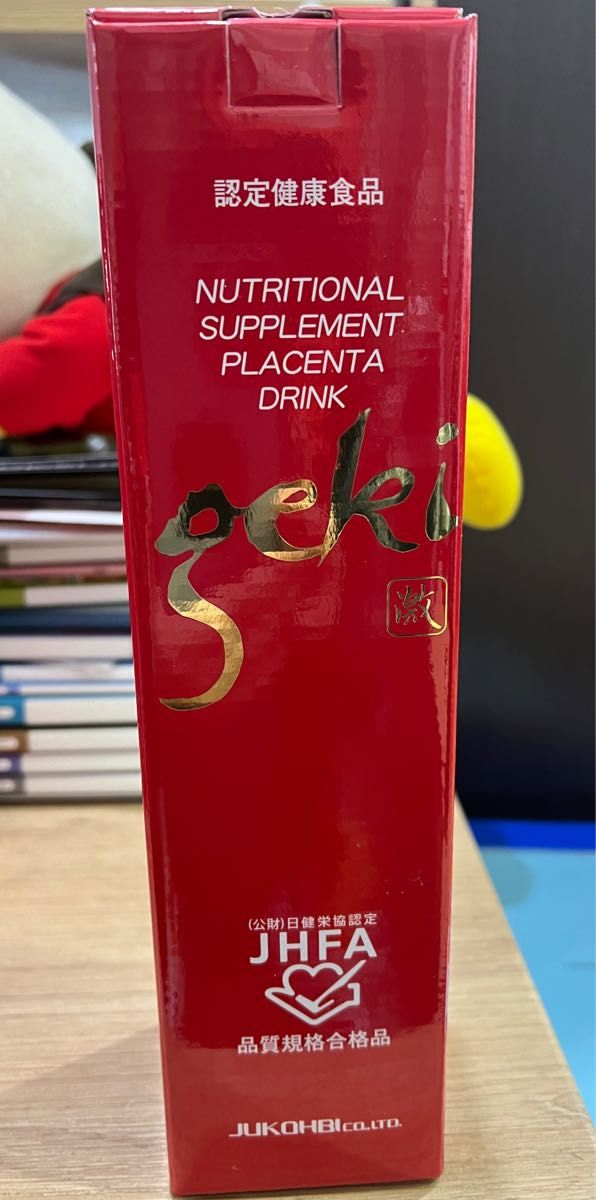 認定健康食品
NUTRITIONAL
SUPPLEMENT
PLACENTA
DRINK
geki
激
(公財)日健栄協認定
JHFA
品質規格合格品
JUKOHBI CO.,LTD.